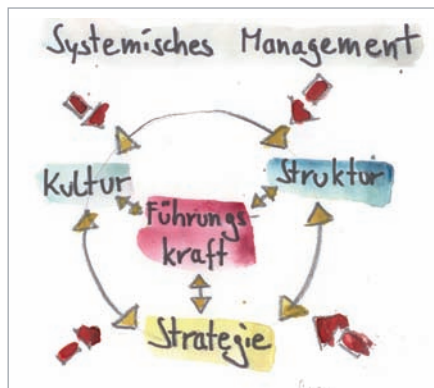 Systemisches Management
Kultur
Struktur
Führungs
kraft
Strategie